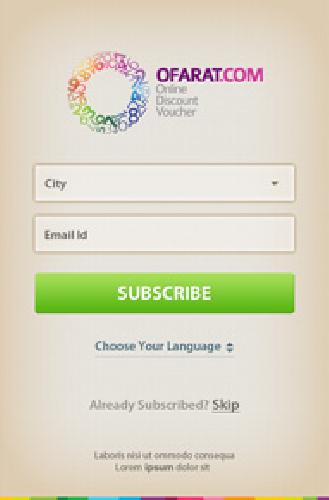 OFARAT.COM
Online
Discount
Voucher
City
Email Id
SUBSCRIBE
Choose Your Language
Already Subscribed? Skip
Laboris nisi ut ommodo consequa
Lorem ipsum dolor sit